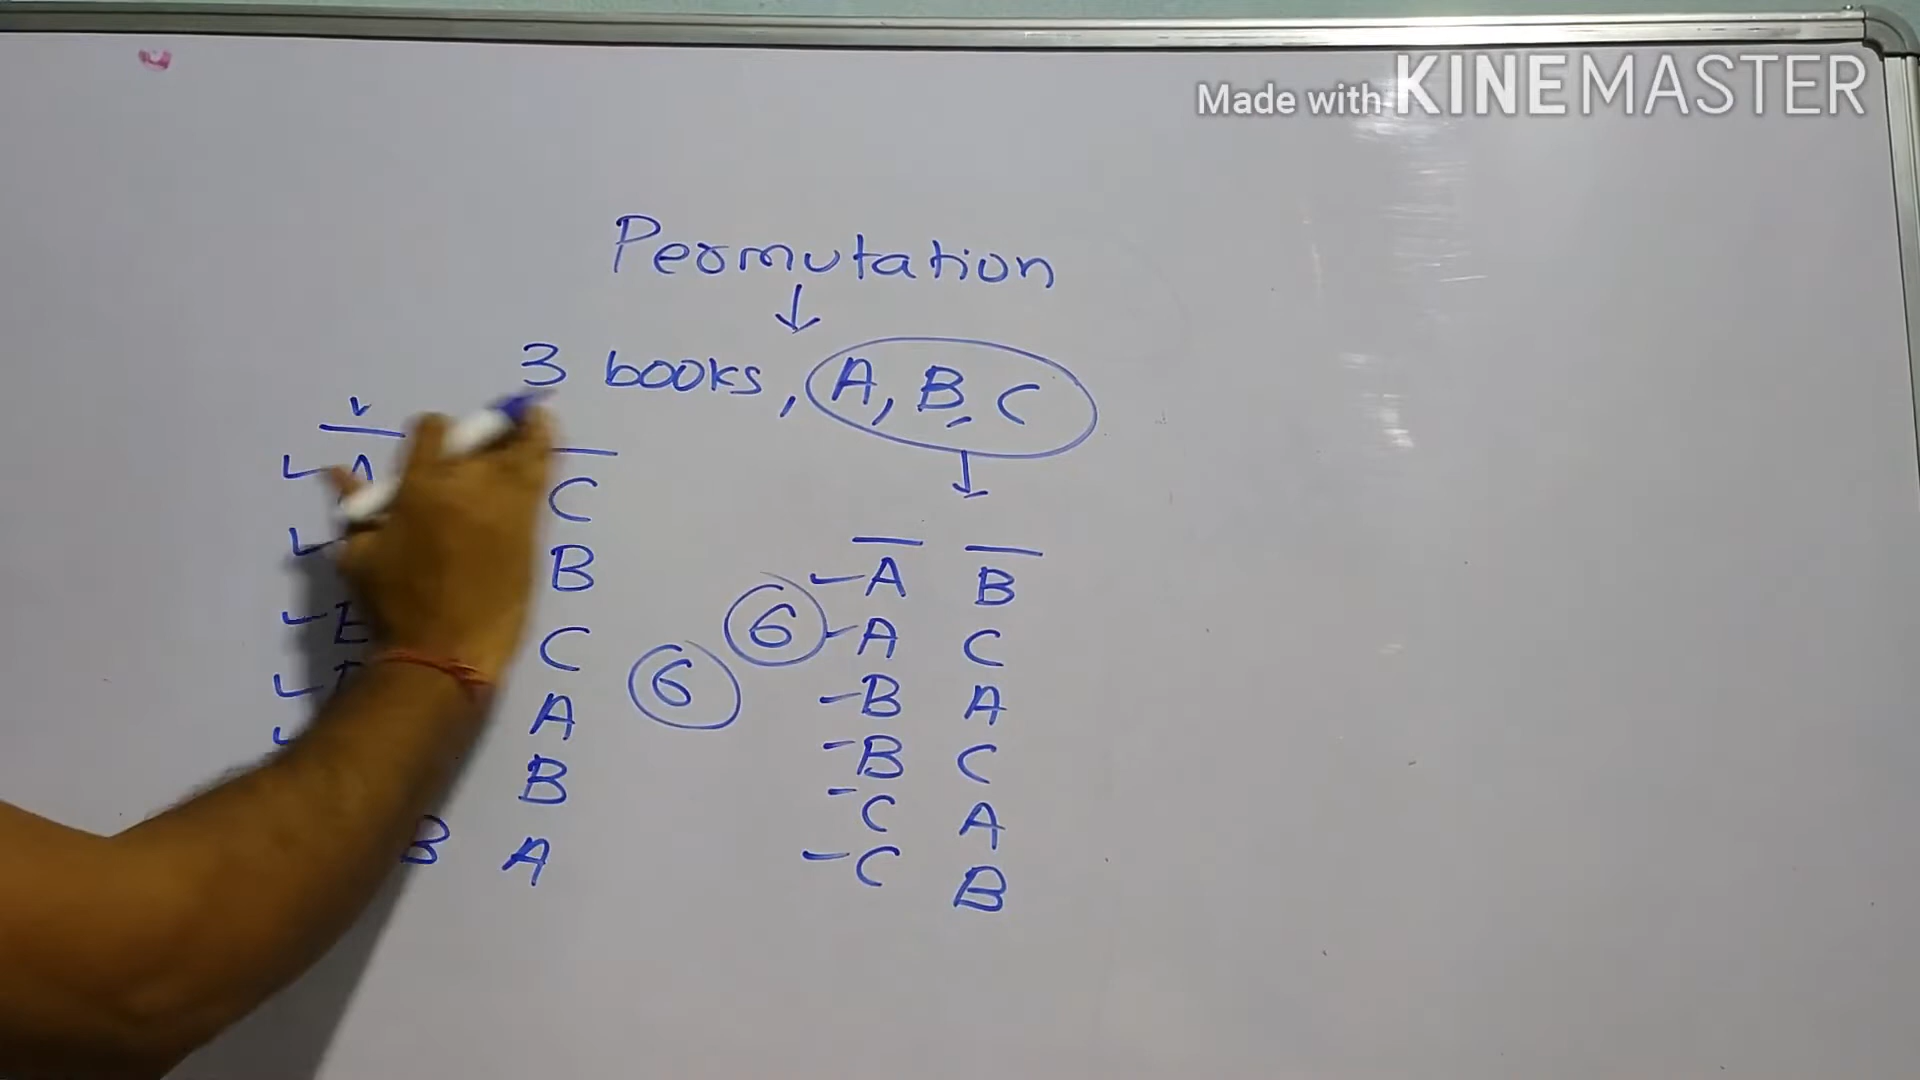 Made with KINEMASTER
Permutation
3 books, A, B, C
C
B
C
A
B
B A
6
6
A B
A C
B A
B C
C A
C B